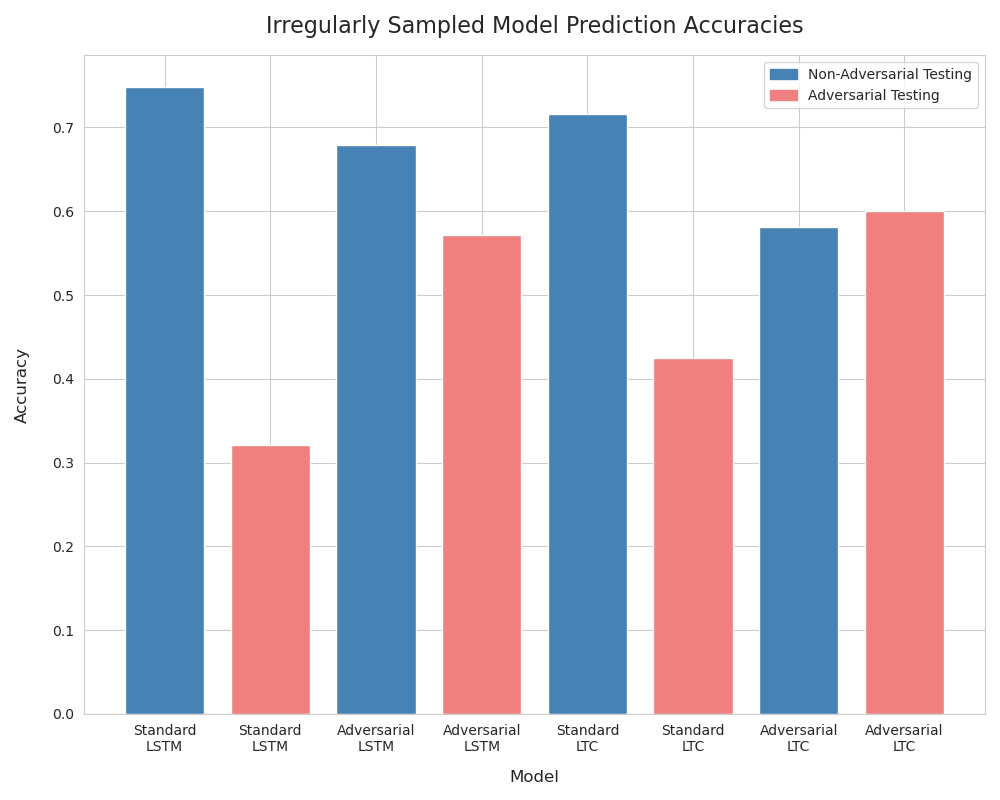 Irregularly Sampled Model Prediction Accuracies
Non-Adversarial Testing
Adversarial Testing
Accuracy
0.7
0.6
0.5
0.4
0.3
0.2
0.1
0.0
Standard
LSTM
Standard
LSTM
Adversarial
LSTM
Adversarial
LSTM
Standard
LTC
Standard
LTC
Adversarial
LTC
Adversarial
LTC
Model